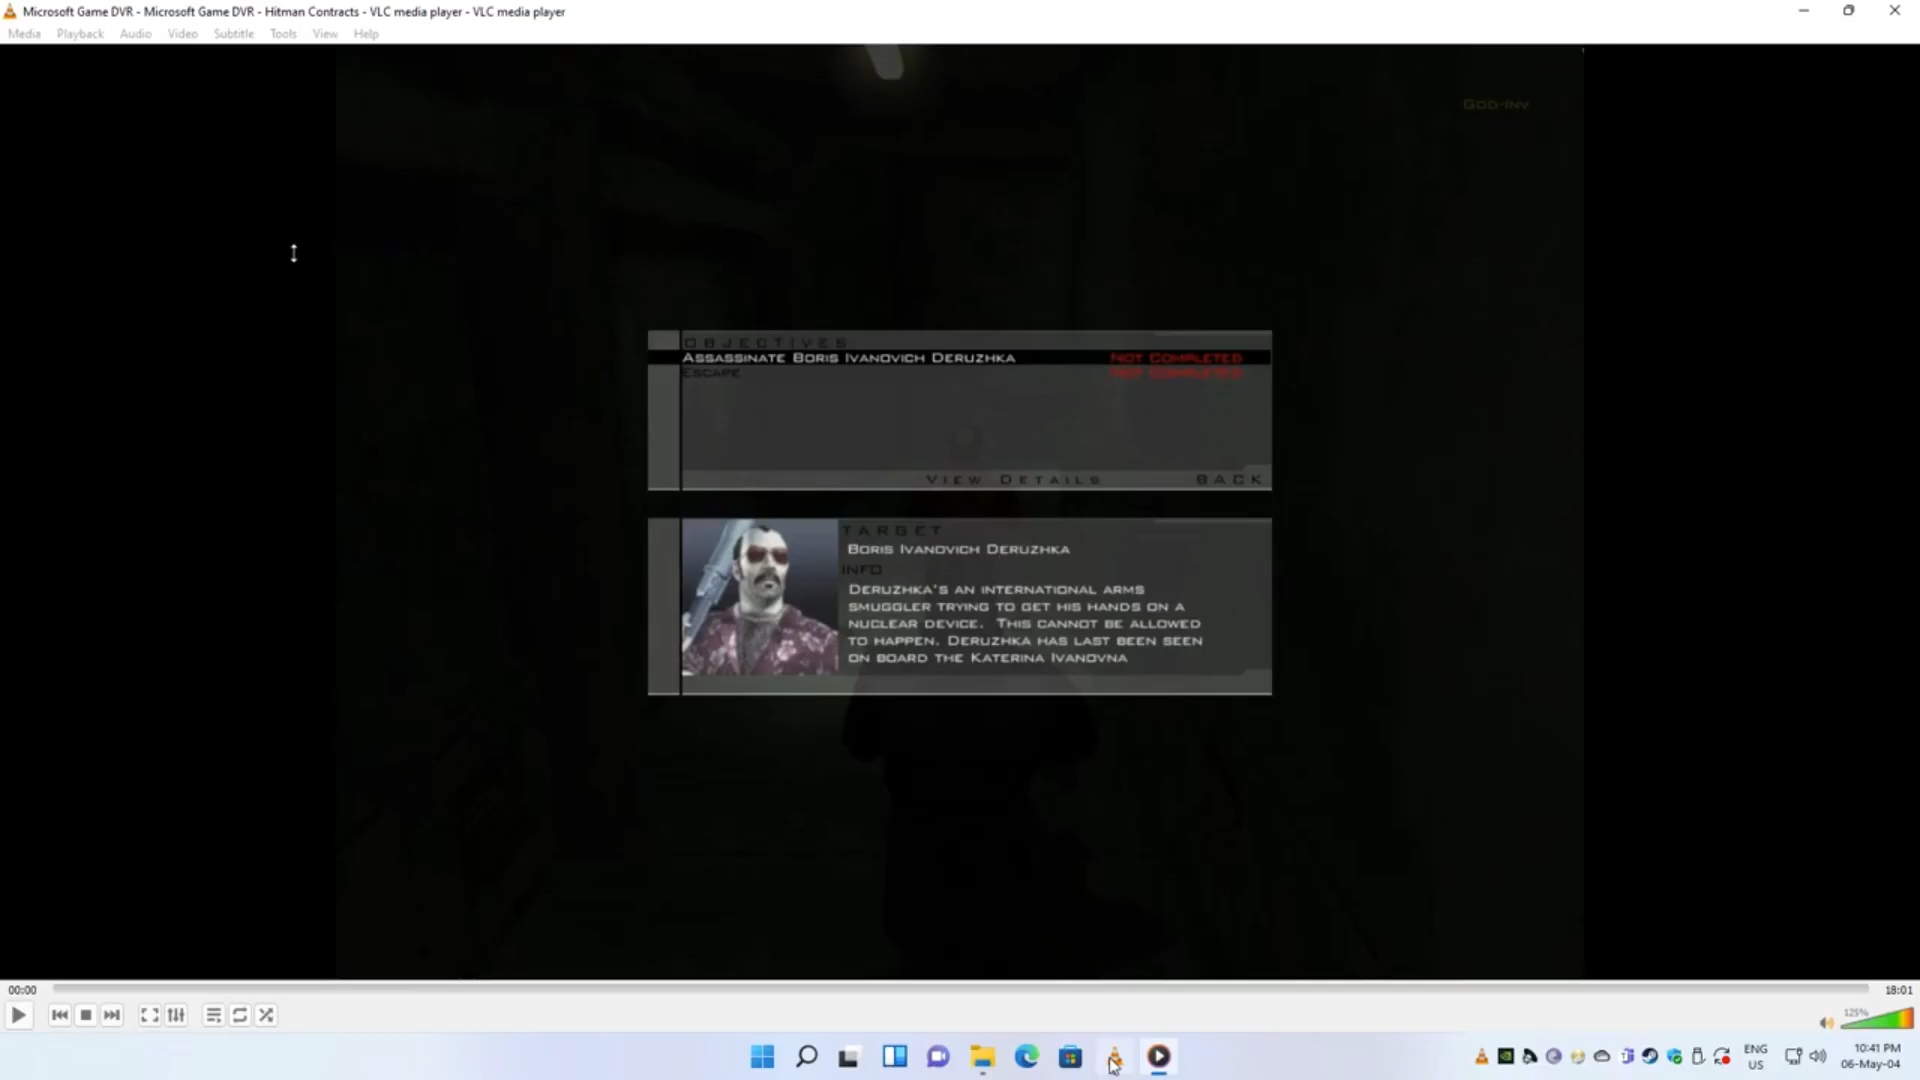 Microsoft Game DVR - Microsoft Game DVR - Hitman Contracts - VLC media player - VLC media player
Media Playback Audio Video Subtitle Tools View Help
GOD-INV
OBJECTIVES
ASSASSINATE BORIS IVANOVICH DERUZHKA NOT COMPLETED
ESCAPE NOT COMPLETED
VIEW DETAILS BACK
TARGET
BORIS IVANOVICH DERUZHKA
INFO
DERUZHKA'S AN INTERNATIONAL ARMS
SMUGGLER TRYING TO GET HIS HANDS ON A
NUCLEAR DEVICE. THIS CANNOT BE ALLOWED
TO HAPPEN. DERUZHKA HAS LAST BEEN SEEN
ON BOARD THE KATERINA IVANOVNA
00:00 18:01
125%
ENG
US
10:41 PM
06-May-04